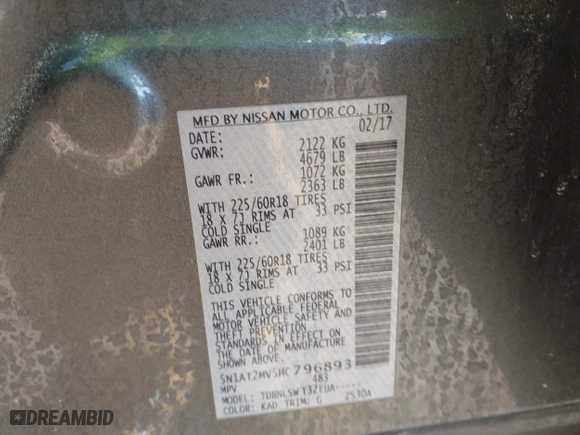 MFD BY NISSAN MOTOR CO., LTD.
DATE: 02/17
GVWR: 2122 KG
4679 LB
GAWR FR.: 1072 KG
2363 LB
WITH 225/60R18 TIRES
18 X 7J RIMS AT 33 PSI
COLD SINGLE
GAWR RR.: 1089 KG
2401 LB
WITH 225/60R18 TIRES
18 X 7J RIMS AT 33 PSI
COLD SINGLE
THIS VEHICLE CONFORMS TO
ALL APPLICABLE FEDERAL
MOTOR VEHICLE SAFETY AND
THEFT PREVENTION
STANDARDS IN EFFECT ON
THE DATE OF MANUFACTURE
SHOWN ABOVE.
5N1AT2MV5HC796893
MPV 483
MODEL: TDBNLSW T32EUA-----
COLOR: KAD TRIM: G 2S30A
DREAMBID